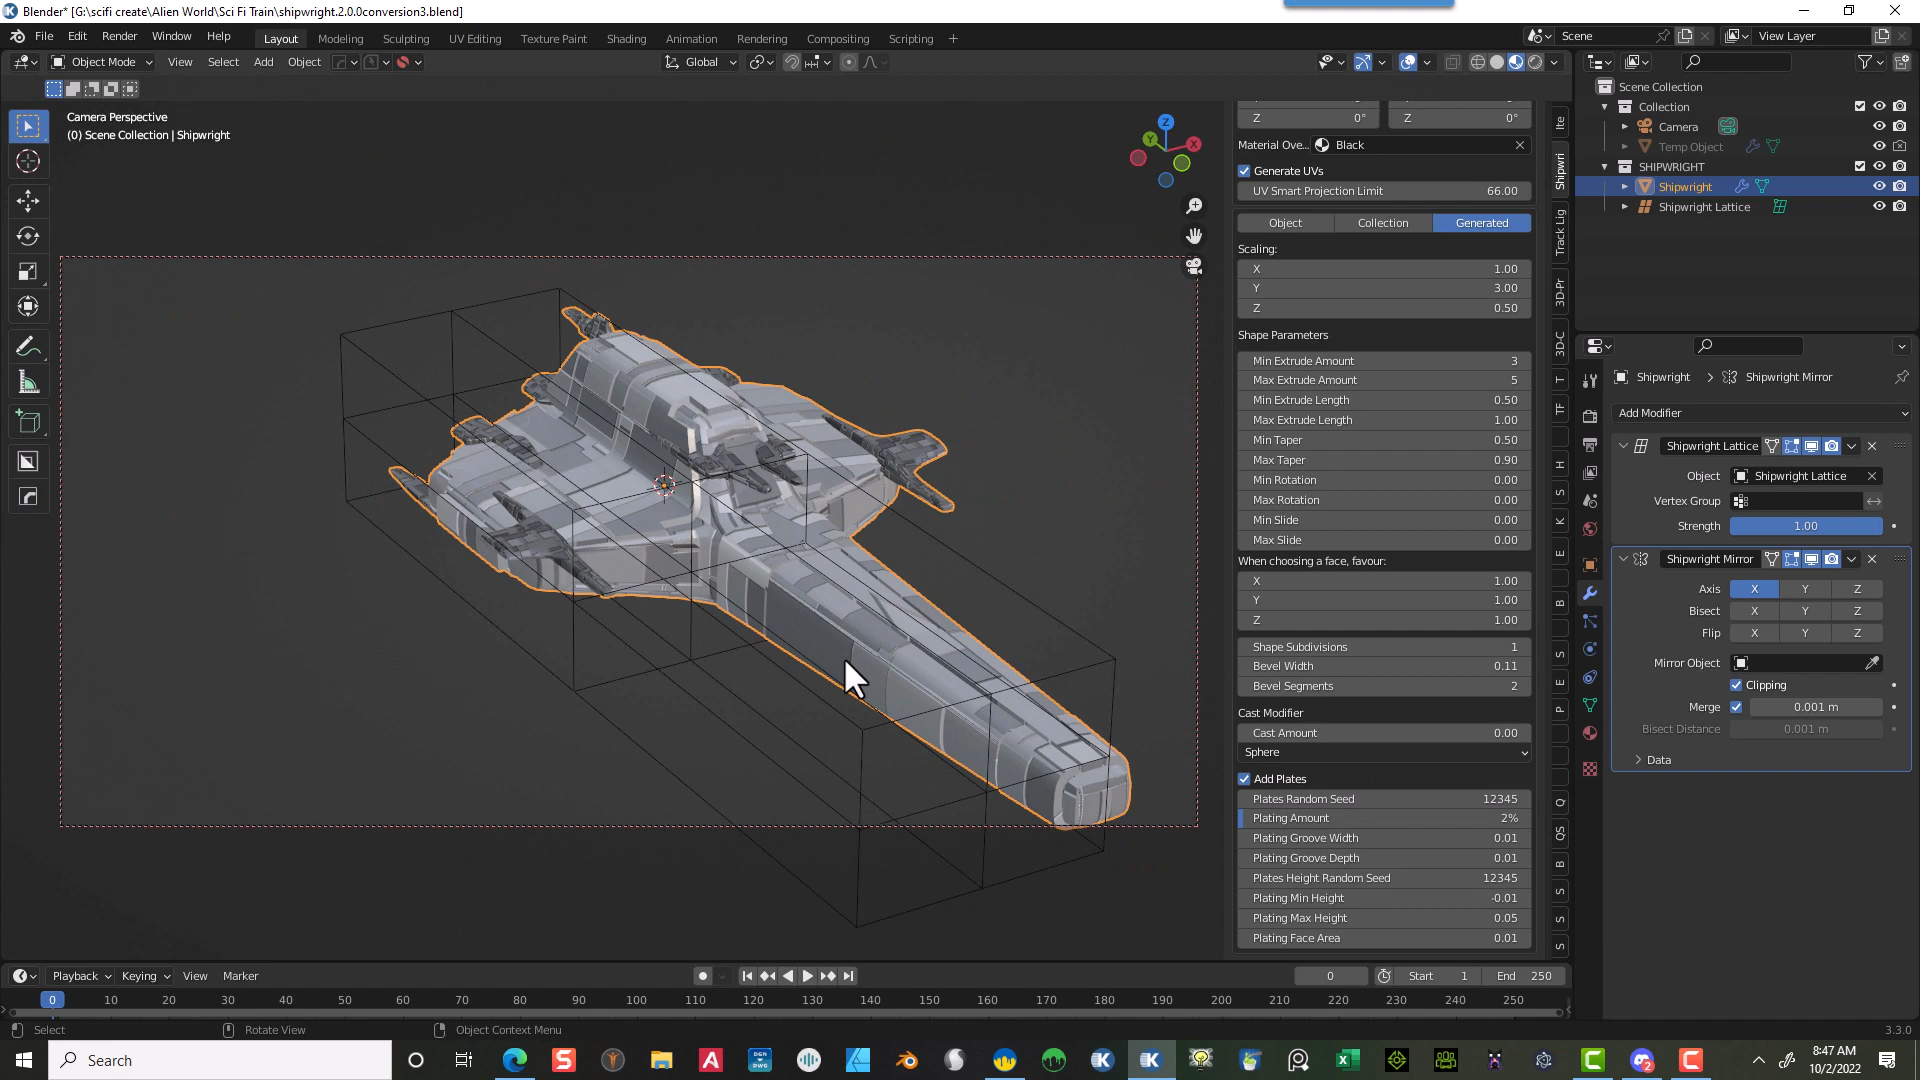 Blender* [G:\scifi create\Alien World\Sci Fi Train\shipwright.2.0.0conversion3.blend]
File Edit Render Window Help Layout Modeling Sculpting UV Editing Texture Paint Shading Animation Rendering Compositing Scripting Scene View Layer
Object Mode View Select Add Object Global
Camera Perspective
(0) Scene Collection | Shipwright
Z
Y
X
Z 0° Z 0°
Material Ove... Black
Generate UVs
UV Smart Projection Limit 66.00
Object Collection Generated
Scaling:
X 1.00
Y 3.00
Z 0.50
Shape Parameters
Min Extrude Amount 3
Max Extrude Amount 5
Min Extrude Length 0.50
Max Extrude Length 1.00
Min Taper 0.50
Max Taper 0.90
Min Rotation 0.00
Max Rotation 0.00
Min Slide 0.00
Max Slide 0.00
When choosing a face, favour:
X 1.00
Y 1.00
Z 1.00
Shape Subdivisions 1
Bevel Width 0.11
Bevel Segments 2
Cast Modifier
Cast Amount 0.00
Sphere
Add Plates
Plates Random Seed 12345
Plating Amount 2%
Plating Groove Width 0.01
Plating Groove Depth 0.01
Plates Height Random Seed 12345
Plating Min Height -0.01
Plating Max Height 0.05
Plating Face Area 0.01
Ite
Shipwri
Track Lig
3D-Pr
3D-C
T
TF
H
S
K
E
B
S
E
P
Q
QS
B
S
S
S
Scene Collection
Collection
Camera
Temp Object
SHIPWRIGHT
Shipwright
Shipwright Lattice
Shipwright > Shipwright Mirror
Add Modifier
Shipwright Lattice
Object Shipwright Lattice
Vertex Group
Strength 1.00
Shipwright Mirror
Axis X Y Z
Bisect X Y Z
Flip X Y Z
Mirror Object
Clipping
Merge 0.001 m
Bisect Distance 0.001 m
Data
Playback Keying View Marker 0 Start 1 End 250
0 10 20 30 40 50 60 70 80 90 100 110 120 130 140 150 160 170 180 190 200 210 220 230 240 250
Select Rotate View Object Context Menu 3.3.0
Search
8:47 AM
10/2/2022